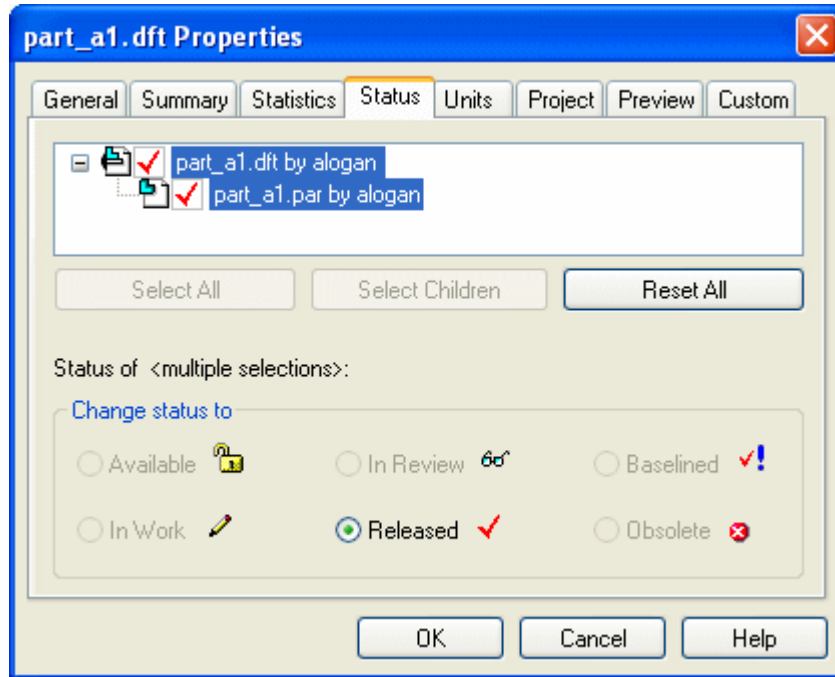 part_a1.dft Properties
General Summary Statistics Status Units Project Preview Custom
part_a1.dft by alogan
part_a1.par by alogan
Select All Select Children Reset All
Status of <multiple selections>:
Change status to
Available In Review Baselined
In Work Released Obsolete
OK Cancel Help